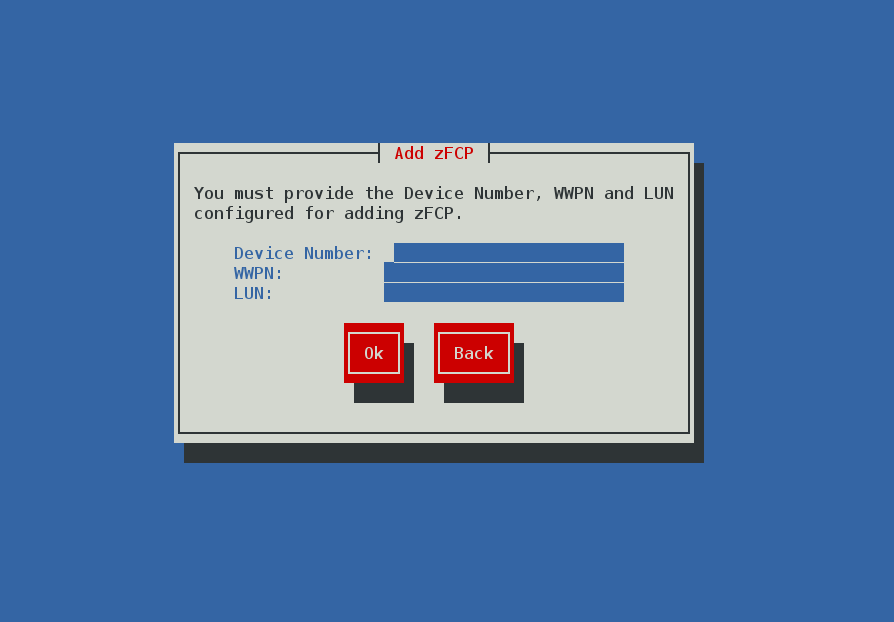 Add zFCP
You must provide the Device Number, WWPN and LUN
configured for adding zFCP.
Device Number:
WWPN:
LUN:
Ok Back